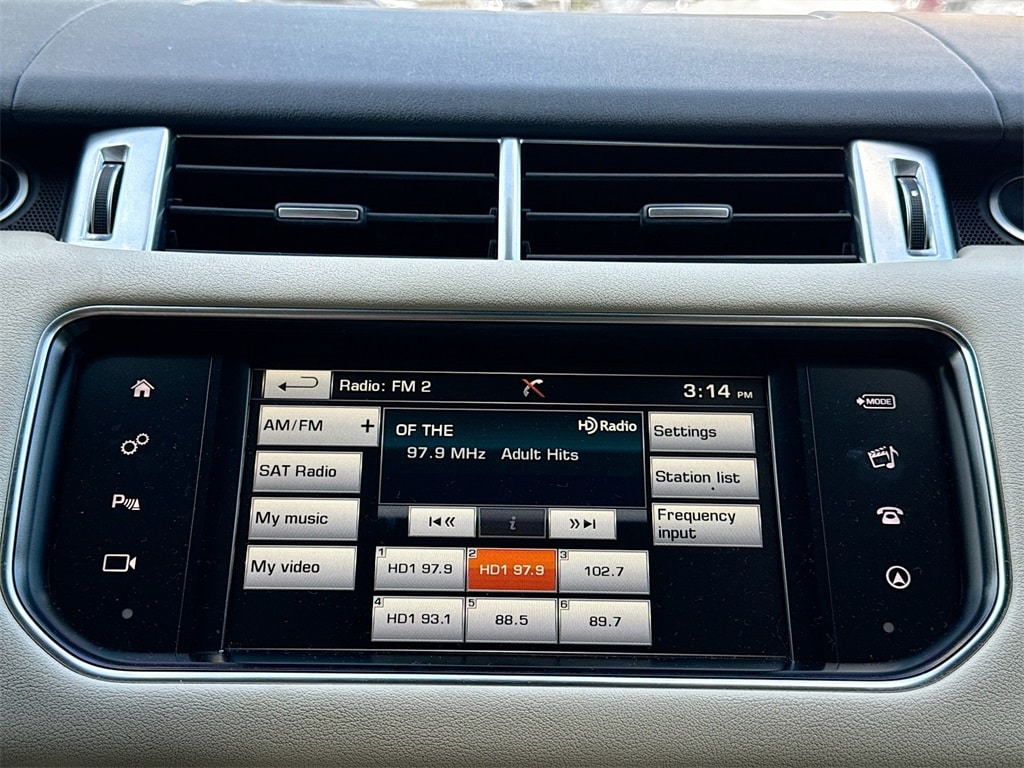 Radio: FM 2
3:14 PM
AM/FM +
SAT Radio
My music
My video
OF THE
HD Radio
97.9 MHz Adult Hits
i
Settings
Station list
Frequency
input
1 HD1 97.9
2 HD1 97.9
3 102.7
4 HD1 93.1
5 88.5
6 89.7
P
MODE